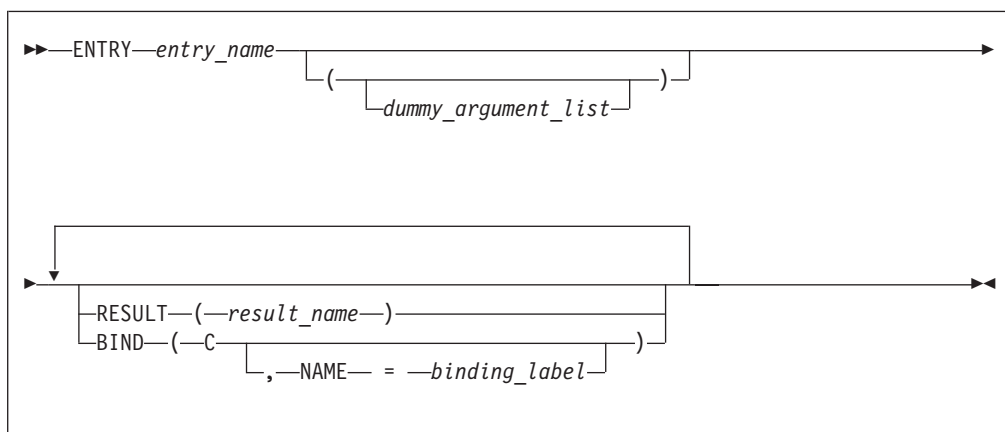 ENTRY entry_name
( )
dummy_argument_list
RESULT ( result_name )
BIND ( C )
, NAME = binding_label